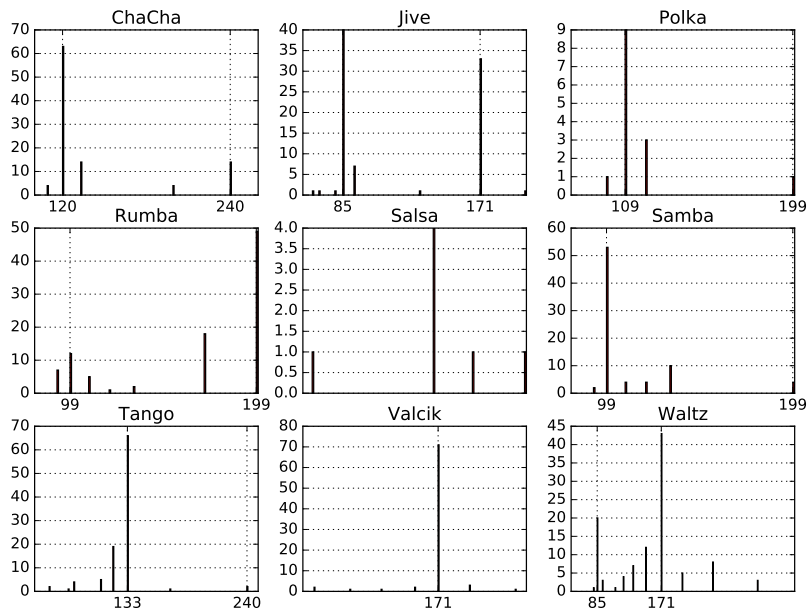 ChaCha Jive Polka
70 60 50 40 30 20 10 0
120 240
40 35 30 25 20 15 10 5 0
85 171
9 8 7 6 5 4 3 2 1 0
109 199
Rumba Salsa Samba
50 40 30 20 10 0
99 199
4.0 3.5 3.0 2.5 2.0 1.5 1.0 0.5 0.0
60 50 40 30 20 10 0
99 199
Tango Valcik Waltz
70 60 50 40 30 20 10 0
133 240
80 70 60 50 40 30 20 10 0
171
45 40 35 30 25 20 15 10 5 0
85 171